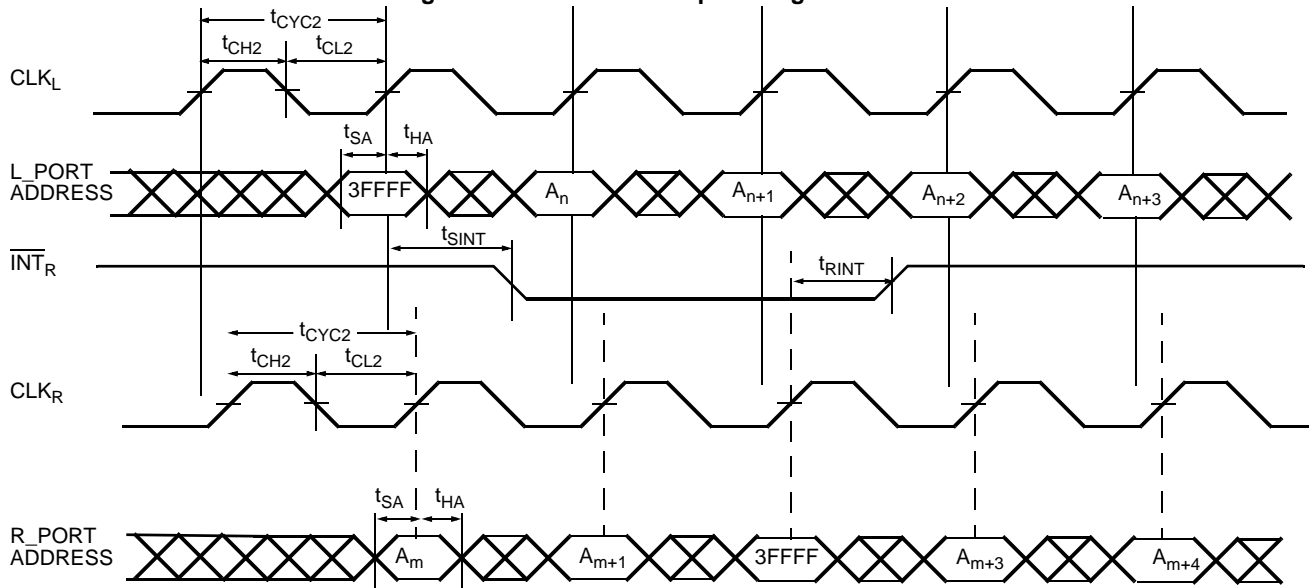 tCYC2
tCH2 tCL2
CLKL
tSA tHA
L_PORT
ADDRESS
3FFFF An An+1 An+2 An+3
tSINT
INTR
tRINT
tCYC2
tCH2 tCL2
CLKR
tSA tHA
R_PORT
ADDRESS
Am Am+1 3FFFF Am+3 Am+4